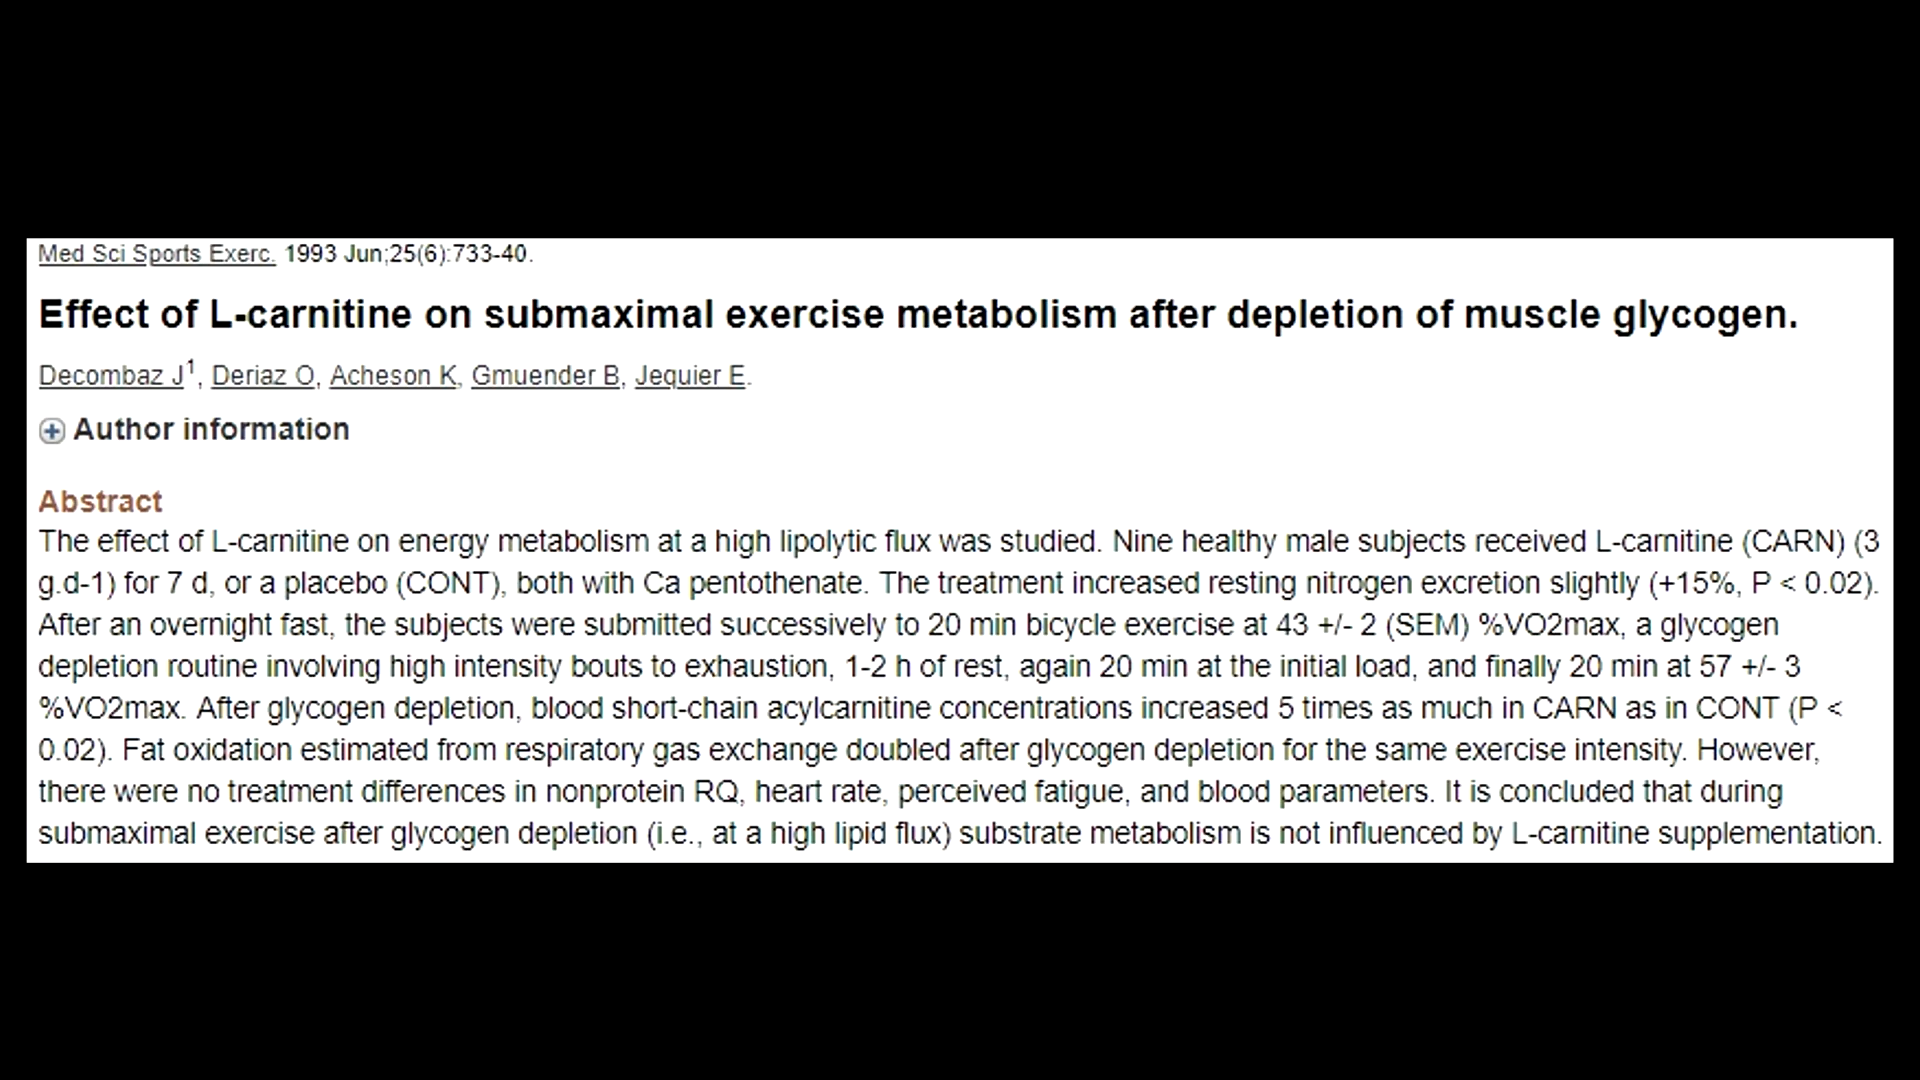 Med Sci Sports Exerc. 1993 Jun;25(6):733-40.
Effect of L-carnitine on submaximal exercise metabolism after depletion of muscle glycogen.
Decombaz J1, Deriaz O, Acheson K, Gmuender B, Jequier E.
Author information
Abstract
The effect of L-carnitine on energy metabolism at a high lipolytic flux was studied. Nine healthy male subjects received L-carnitine (CARN) (3
g.d-1) for 7 d, or a placebo (CONT), both with Ca pentothenate. The treatment increased resting nitrogen excretion slightly (+15%, P < 0.02).
After an overnight fast, the subjects were submitted successively to 20 min bicycle exercise at 43 +/- 2 (SEM) %VO2max, a glycogen
depletion routine involving high intensity bouts to exhaustion, 1-2 h of rest, again 20 min at the initial load, and finally 20 min at 57 +/- 3
%VO2max. After glycogen depletion, blood short-chain acylcarnitine concentrations increased 5 times as much in CARN as in CONT (P <
0.02). Fat oxidation estimated from respiratory gas exchange doubled after glycogen depletion for the same exercise intensity. However,
there were no treatment differences in nonprotein RQ, heart rate, perceived fatigue, and blood parameters. It is concluded that during
submaximal exercise after glycogen depletion (i.e., at a high lipid flux) substrate metabolism is not influenced by L-carnitine supplementation.